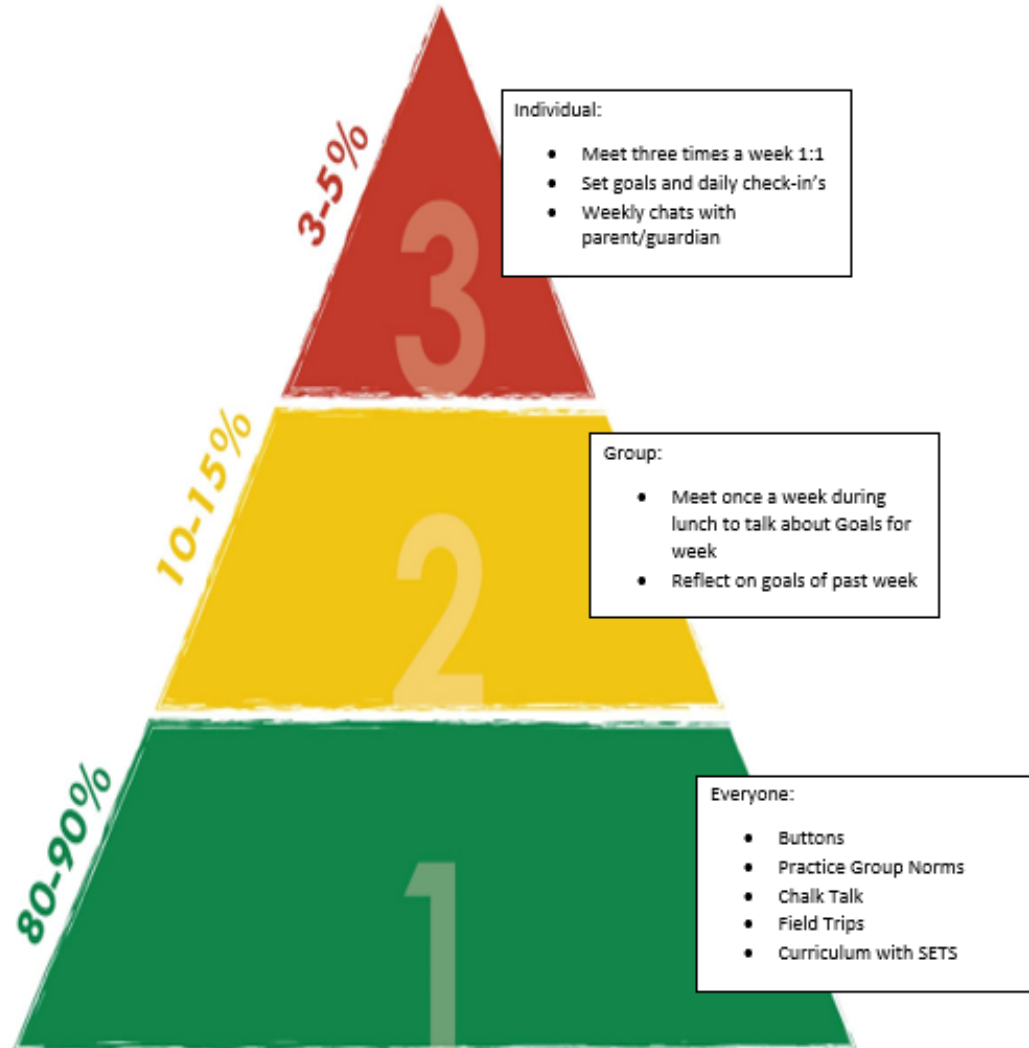 3-5%
3
Individual:
• Meet three times a week 1:1
• Set goals and daily check-in's
• Weekly chats with
parent/guardian
10-15%
2
Group:
• Meet once a week during
lunch to talk about Goals for
week
• Reflect on goals of past week
80-90%
1
Everyone:
• Buttons
• Practice Group Norms
• Chalk Talk
• Field Trips
• Curriculum with SETS